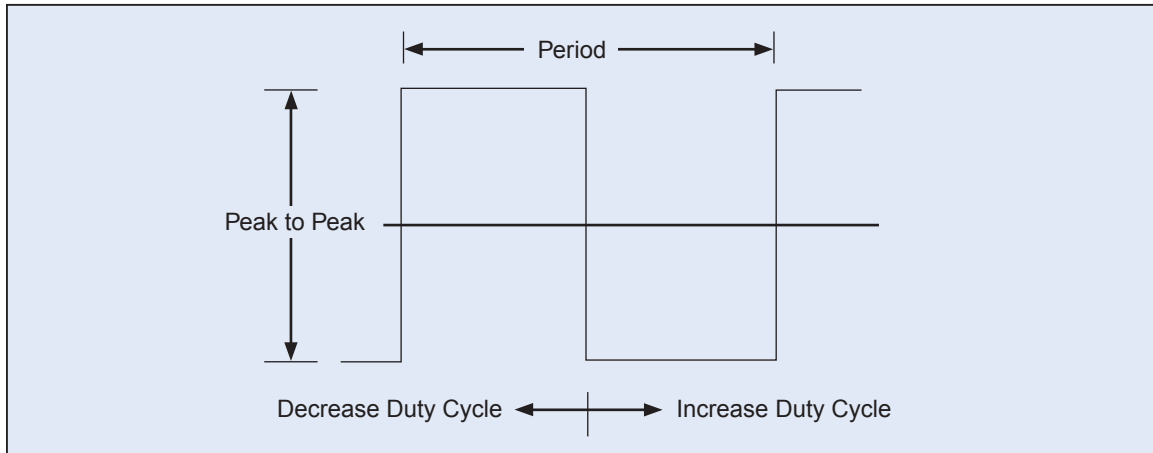 Period
Peak to Peak
Decrease Duty Cycle
Increase Duty Cycle